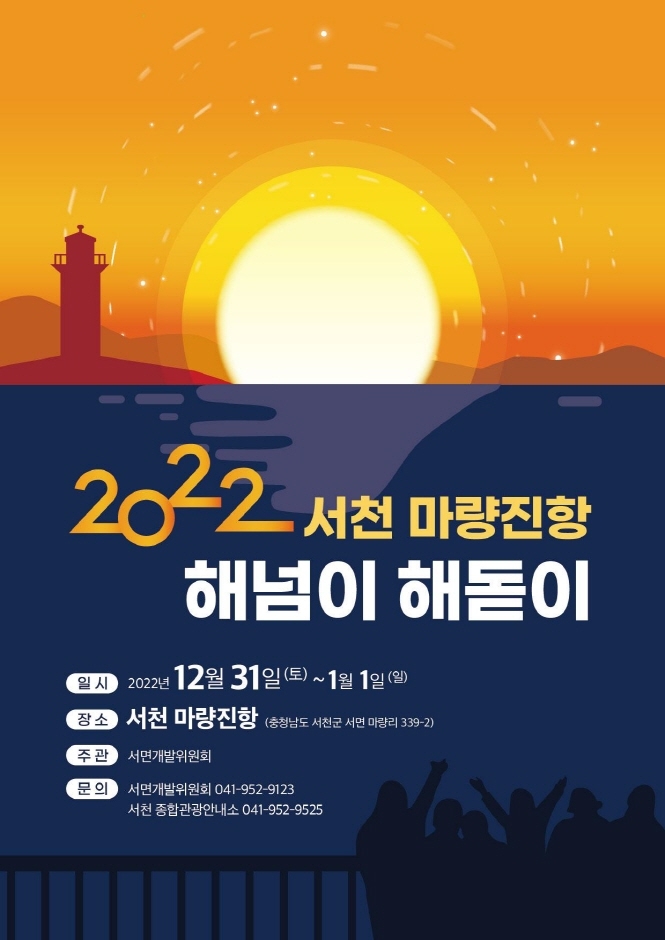 2022 서천 마량진항
해넘이 해돋이
일 시 2022년 12월 31일(토) ~1월 1일(일)
장 소 서천 마량진항 (충청남도 서천군 서면 마량리 339-2)
주 관 서면개발위원회
문 의 서면개발위원회 041-952-9123
서천 종합관광안내소 041-952-9525